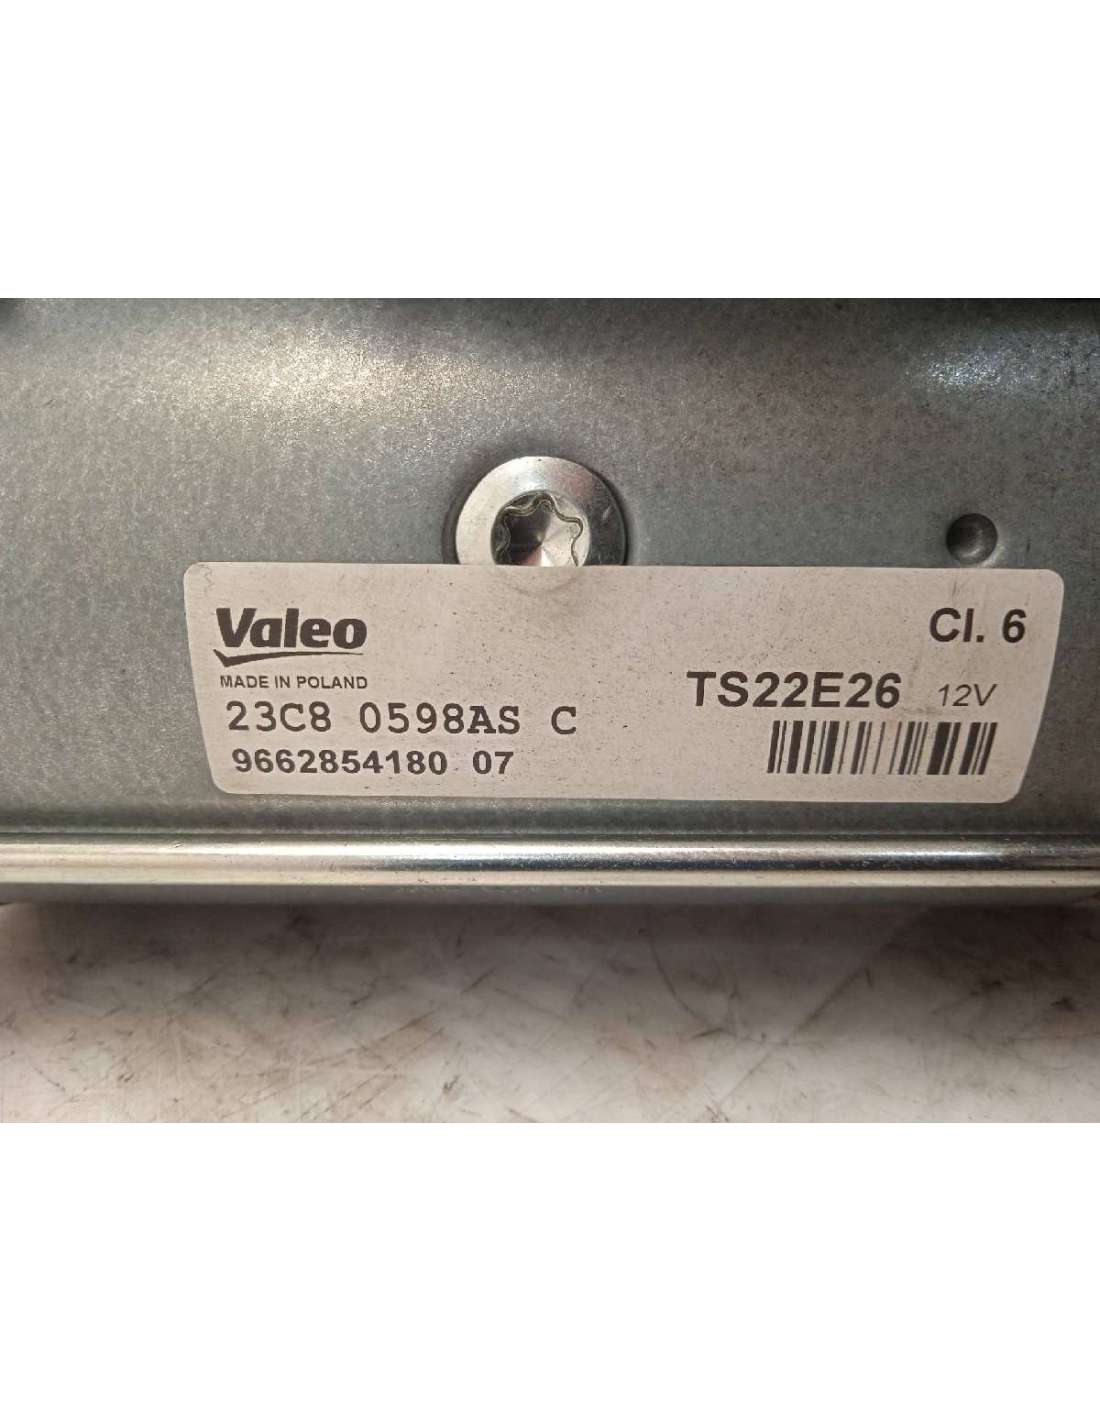 Valeo
Cl. 6
MADE IN POLAND
TS22E26 12V
23C8 0598AS C
9662854180 07